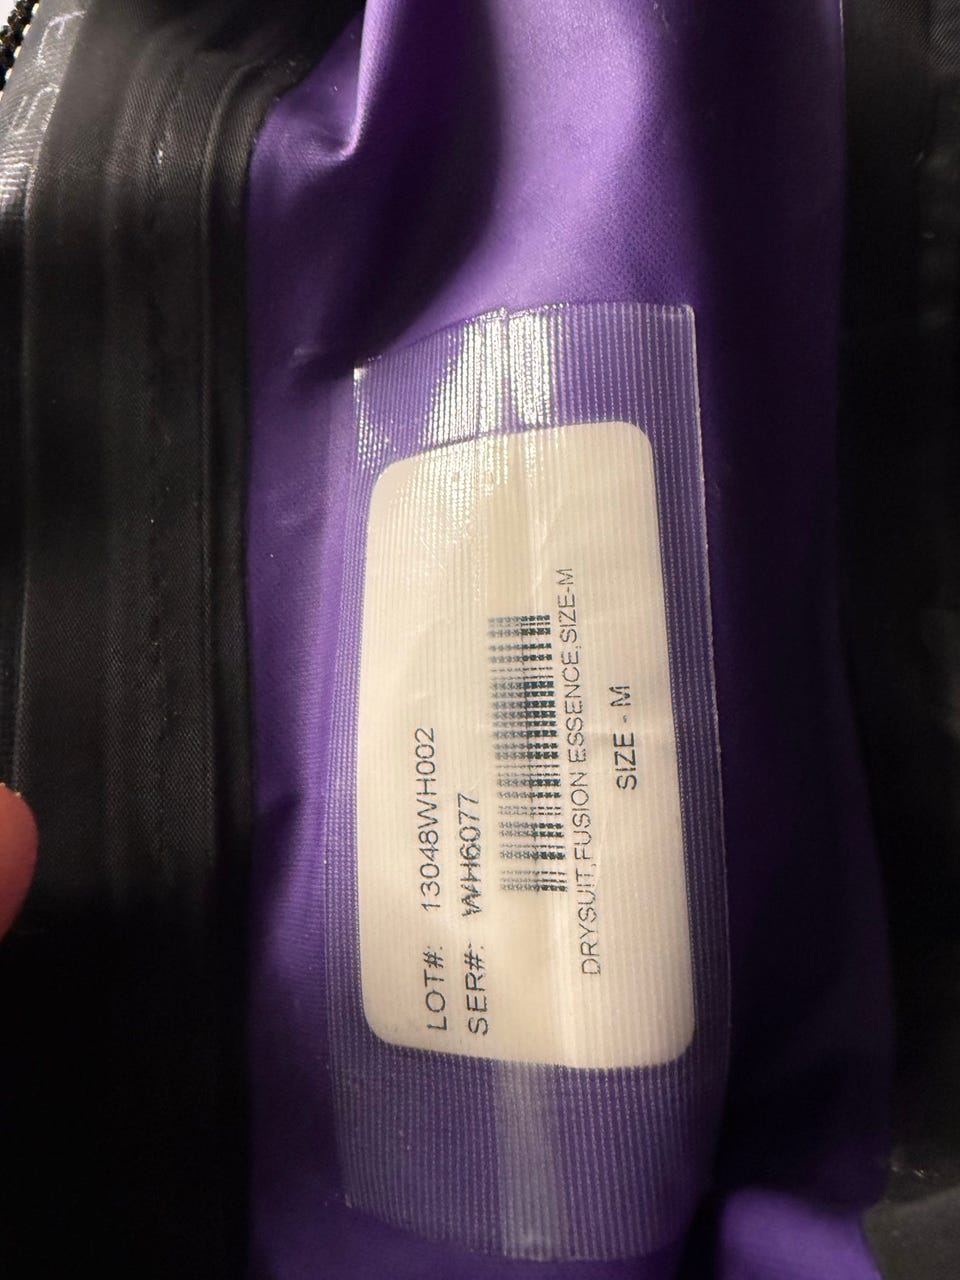 LOT#: 13048WH002
SER#: WH6077
DRYSUIT,FUSION ESSENCE,SIZE-M
SIZE - M